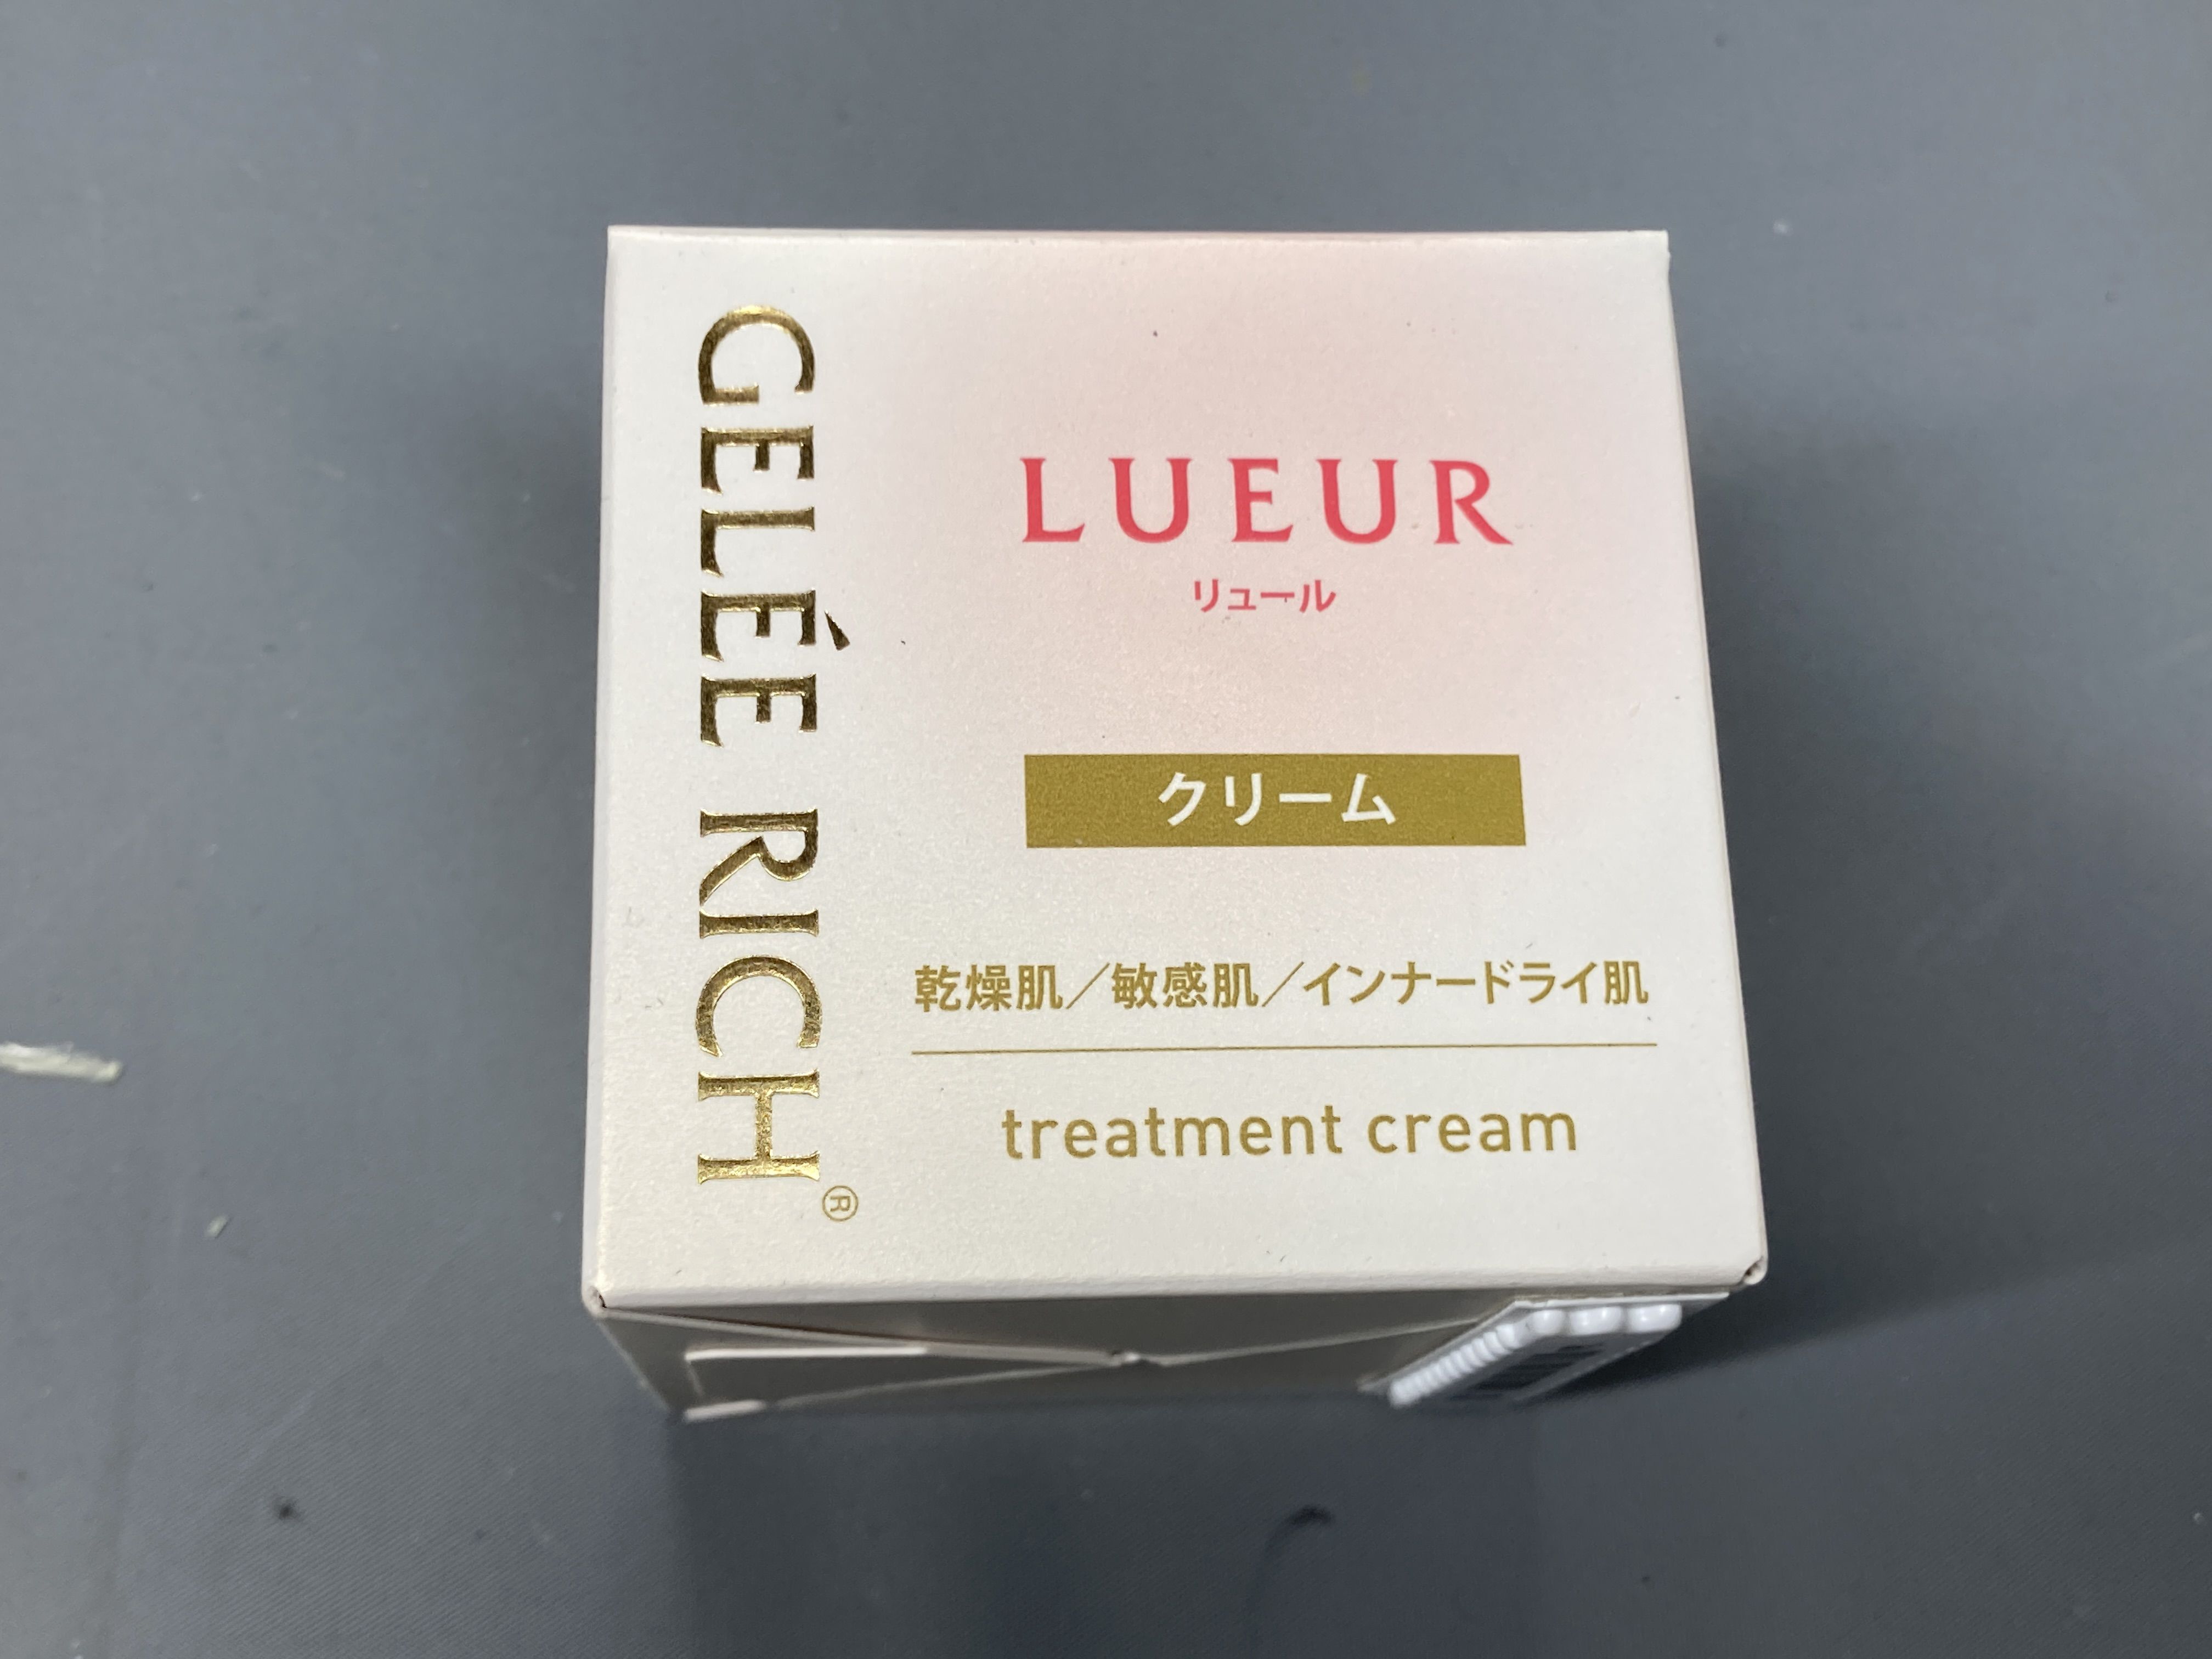 GELÉE RICH®
LUEUR
リュール
クリーム
乾燥肌／敏感肌／インナードライ肌
treatment cream